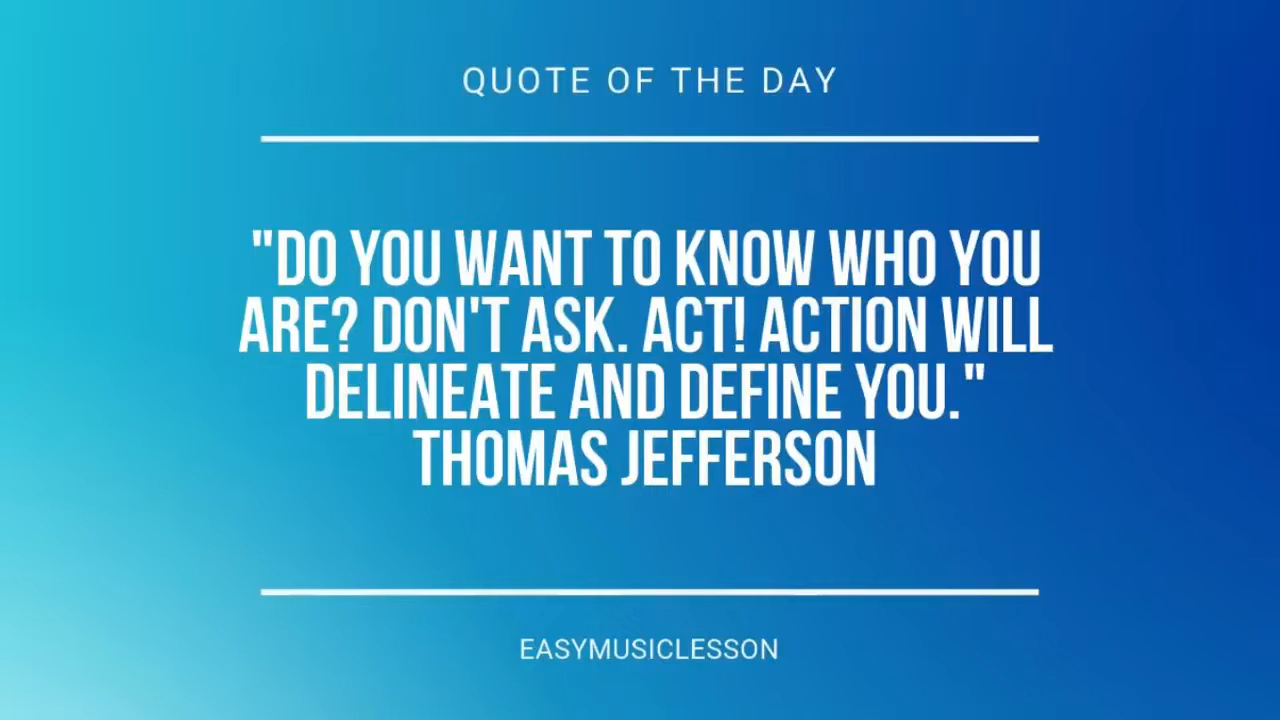 QUOTE OF THE DAY
"DO YOU WANT TO KNOW WHO YOU
ARE? DON'T ASK. ACT! ACTION WILL
DELINEATE AND DEFINE YOU."
THOMAS JEFFERSON
EASYMUSICLESSON